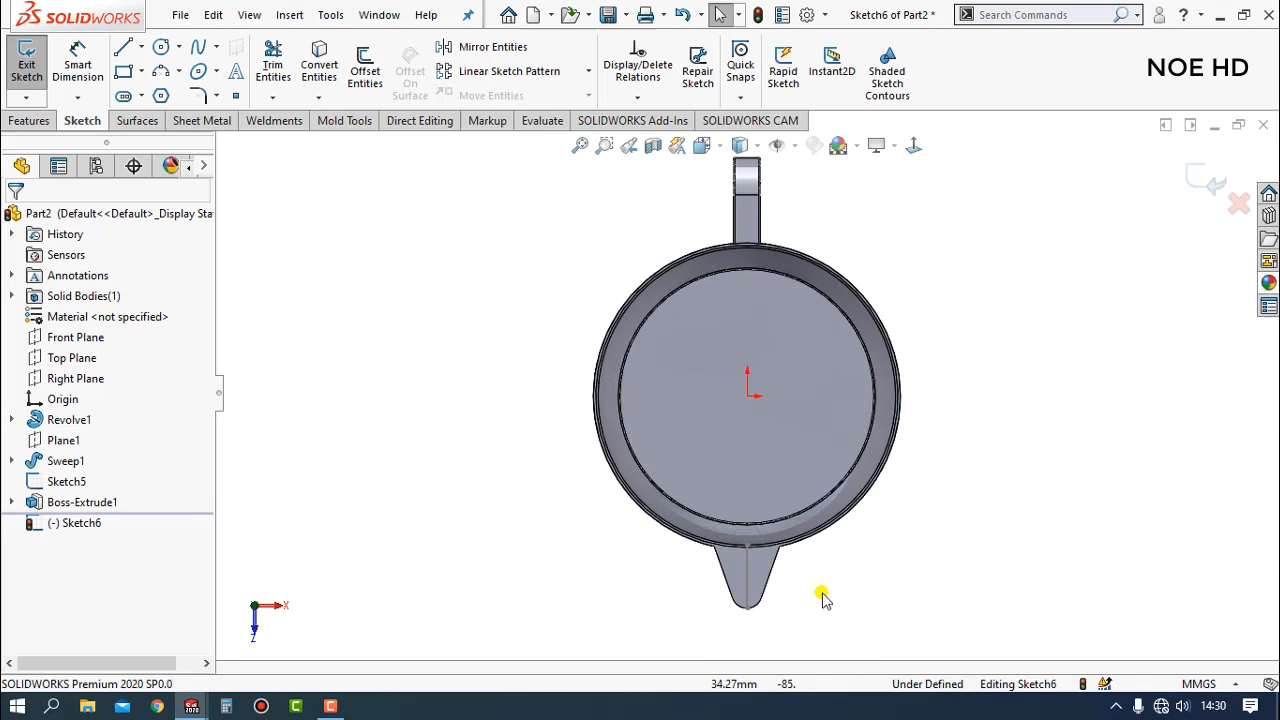 SOLIDWORKS File Edit View Insert Tools Window Help Sketch6 of Part2 * Search Commands ?
NOE HD
Exit Sketch
Smart Dimension
Trim Entities
Convert Entities
Offset Entities
Offset On Surface
Mirror Entities
Linear Sketch Pattern
Move Entities
Display/Delete Relations
Repair Sketch
Quick Snaps
Rapid Sketch
Instant2D
Shaded Sketch Contours
Features Sketch Surfaces Sheet Metal Weldments Mold Tools Direct Editing Markup Evaluate SOLIDWORKS Add-Ins SOLIDWORKS CAM
Part2 (Default<<Default>_Display Sta
History
Sensors
Annotations
Solid Bodies(1)
Material <not specified>
Front Plane
Top Plane
Right Plane
Origin
Revolve1
Plane1
Sweep1
Sketch5
Boss-Extrude1
(-) Sketch6
X
Z
SOLIDWORKS Premium 2020 SP0.0 34.27mm -85. Under Defined Editing Sketch6 MMGS
14:30